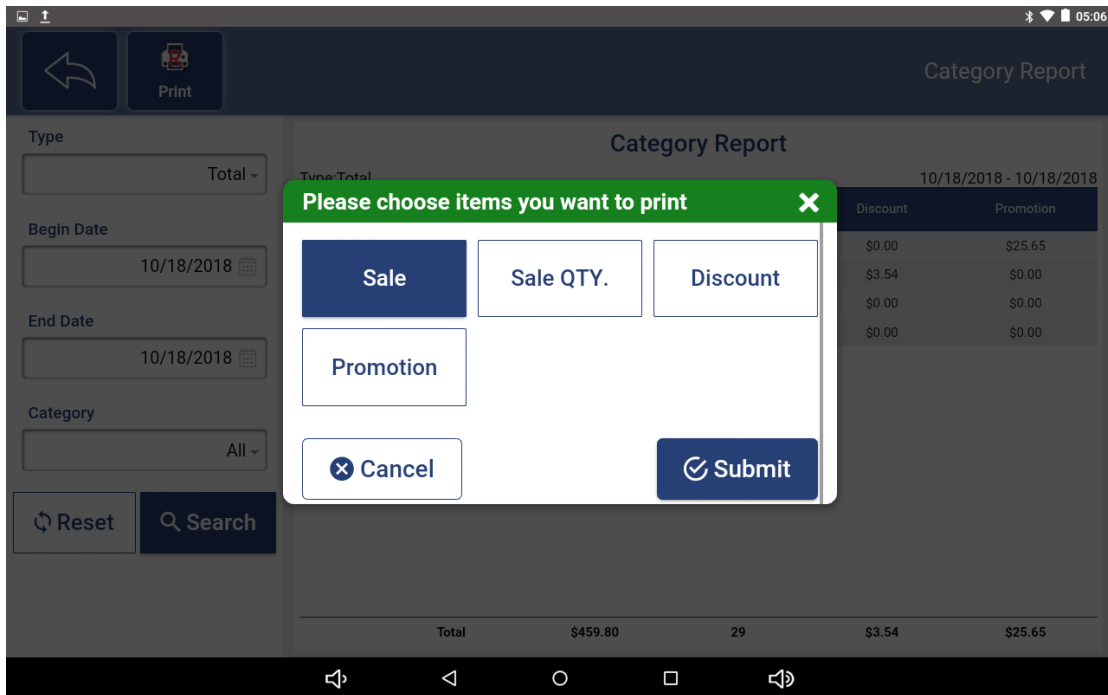 05:06
Print
Category Report
Type
Total
Begin Date
10/18/2018
End Date
10/18/2018
Category
All
Reset
Search
Category Report
Type:Total
10/18/2018 - 10/18/2018
Discount Promotion
$0.00 $25.65
$3.54 $0.00
$0.00 $0.00
$0.00 $0.00
Please choose items you want to print
Sale
Sale QTY.
Discount
Promotion
Cancel
Submit
Total $459.80 29 $3.54 $25.65